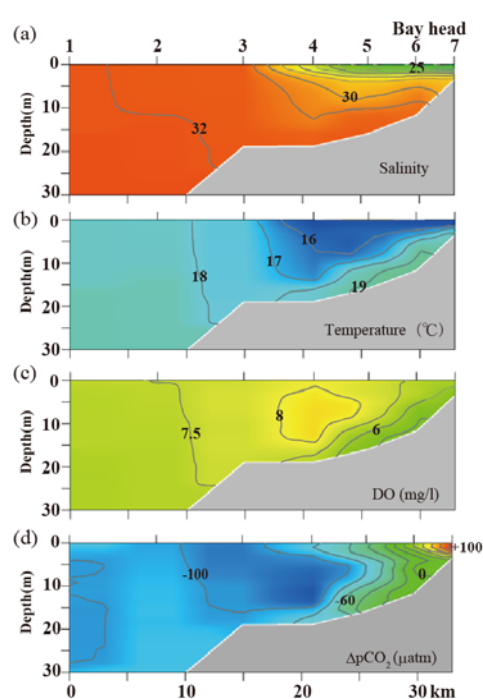 (a)
Bay head
1 2 3 4 5 6 7
0
10
20
30
Depth(m)
25
30
32
Salinity
(b)
0
10
20
30
Depth(m)
16
17
18
19
Temperature (℃)
(c)
0
10
20
30
Depth(m)
8
7.5
6
DO (mg/l)
(d)
0
10
20
30
Depth(m)
+100
-100
0
-60
ΔpCO₂(μatm)
0 10 20 30 km